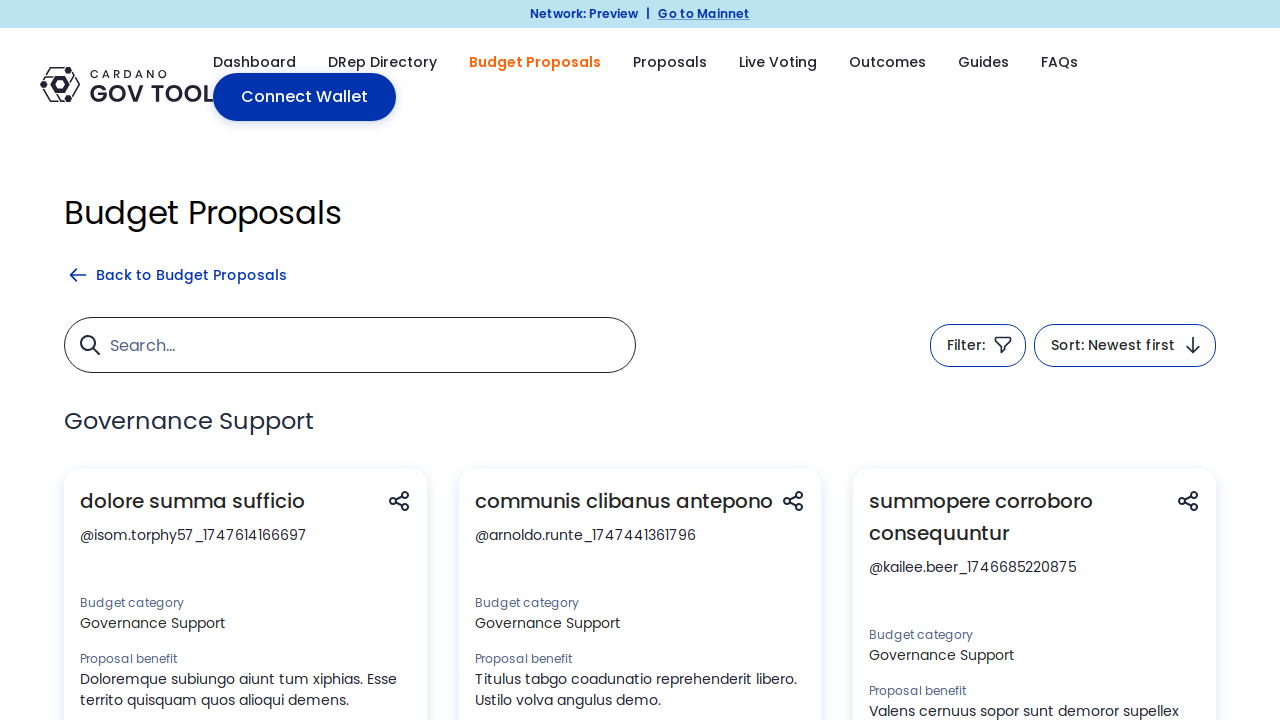 Network: Preview | Go to Mainnet
CARDANO
GOV TOOL
Dashboard DRep Directory Budget Proposals Proposals Live Voting Outcomes Guides FAQs
Connect Wallet
Budget Proposals
Back to Budget Proposals
Search...
Filter:
Sort: Newest first
Governance Support
dolore summa sufficio
@isom.torphy57_1747614166697
Budget category
Governance Support
Proposal benefit
Doloremque subiungo aiunt tum xiphias. Esse
territo quisquam quos alioqui demens.
communis clibanus antepono
@arnoldo.runte_1747441361796
Budget category
Governance Support
Proposal benefit
Titulus tabgo coadunatio reprehenderit libero.
Ustilo volva angulus demo.
summopere corroboro
consequuntur
@kailee.beer_1746685220875
Budget category
Governance Support
Proposal benefit
Valens cernuus sopor sunt demoror supellex